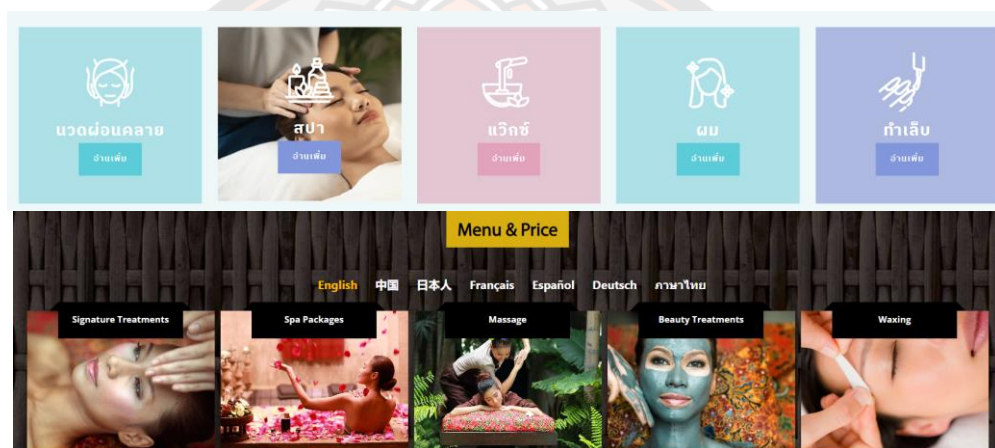 นวดผ่อนคลาย
อ่านเพิ่ม
สปา
อ่านเพิ่ม
แว๊กซ์
อ่านเพิ่ม
ผม
อ่านเพิ่ม
ทำเล็บ
อ่านเพิ่ม
Menu & Price
English 中国 日本人 Français Español Deutsch ภาษาไทย
Signature Treatments
Spa Packages
Massage
Beauty Treatments
Waxing